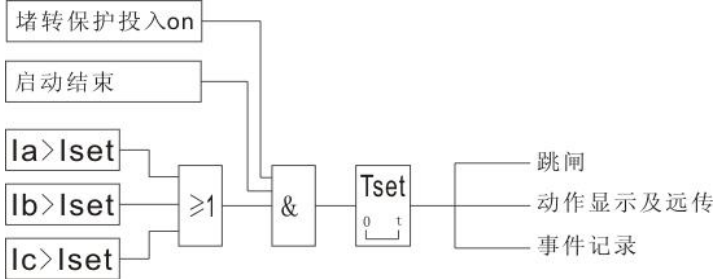 堵转保护投入on
启动结束
Ia>Iset
Ib>Iset
Ic>Iset
≥1
&
Tset
0 t
跳闸
动作显示及远传
事件记录